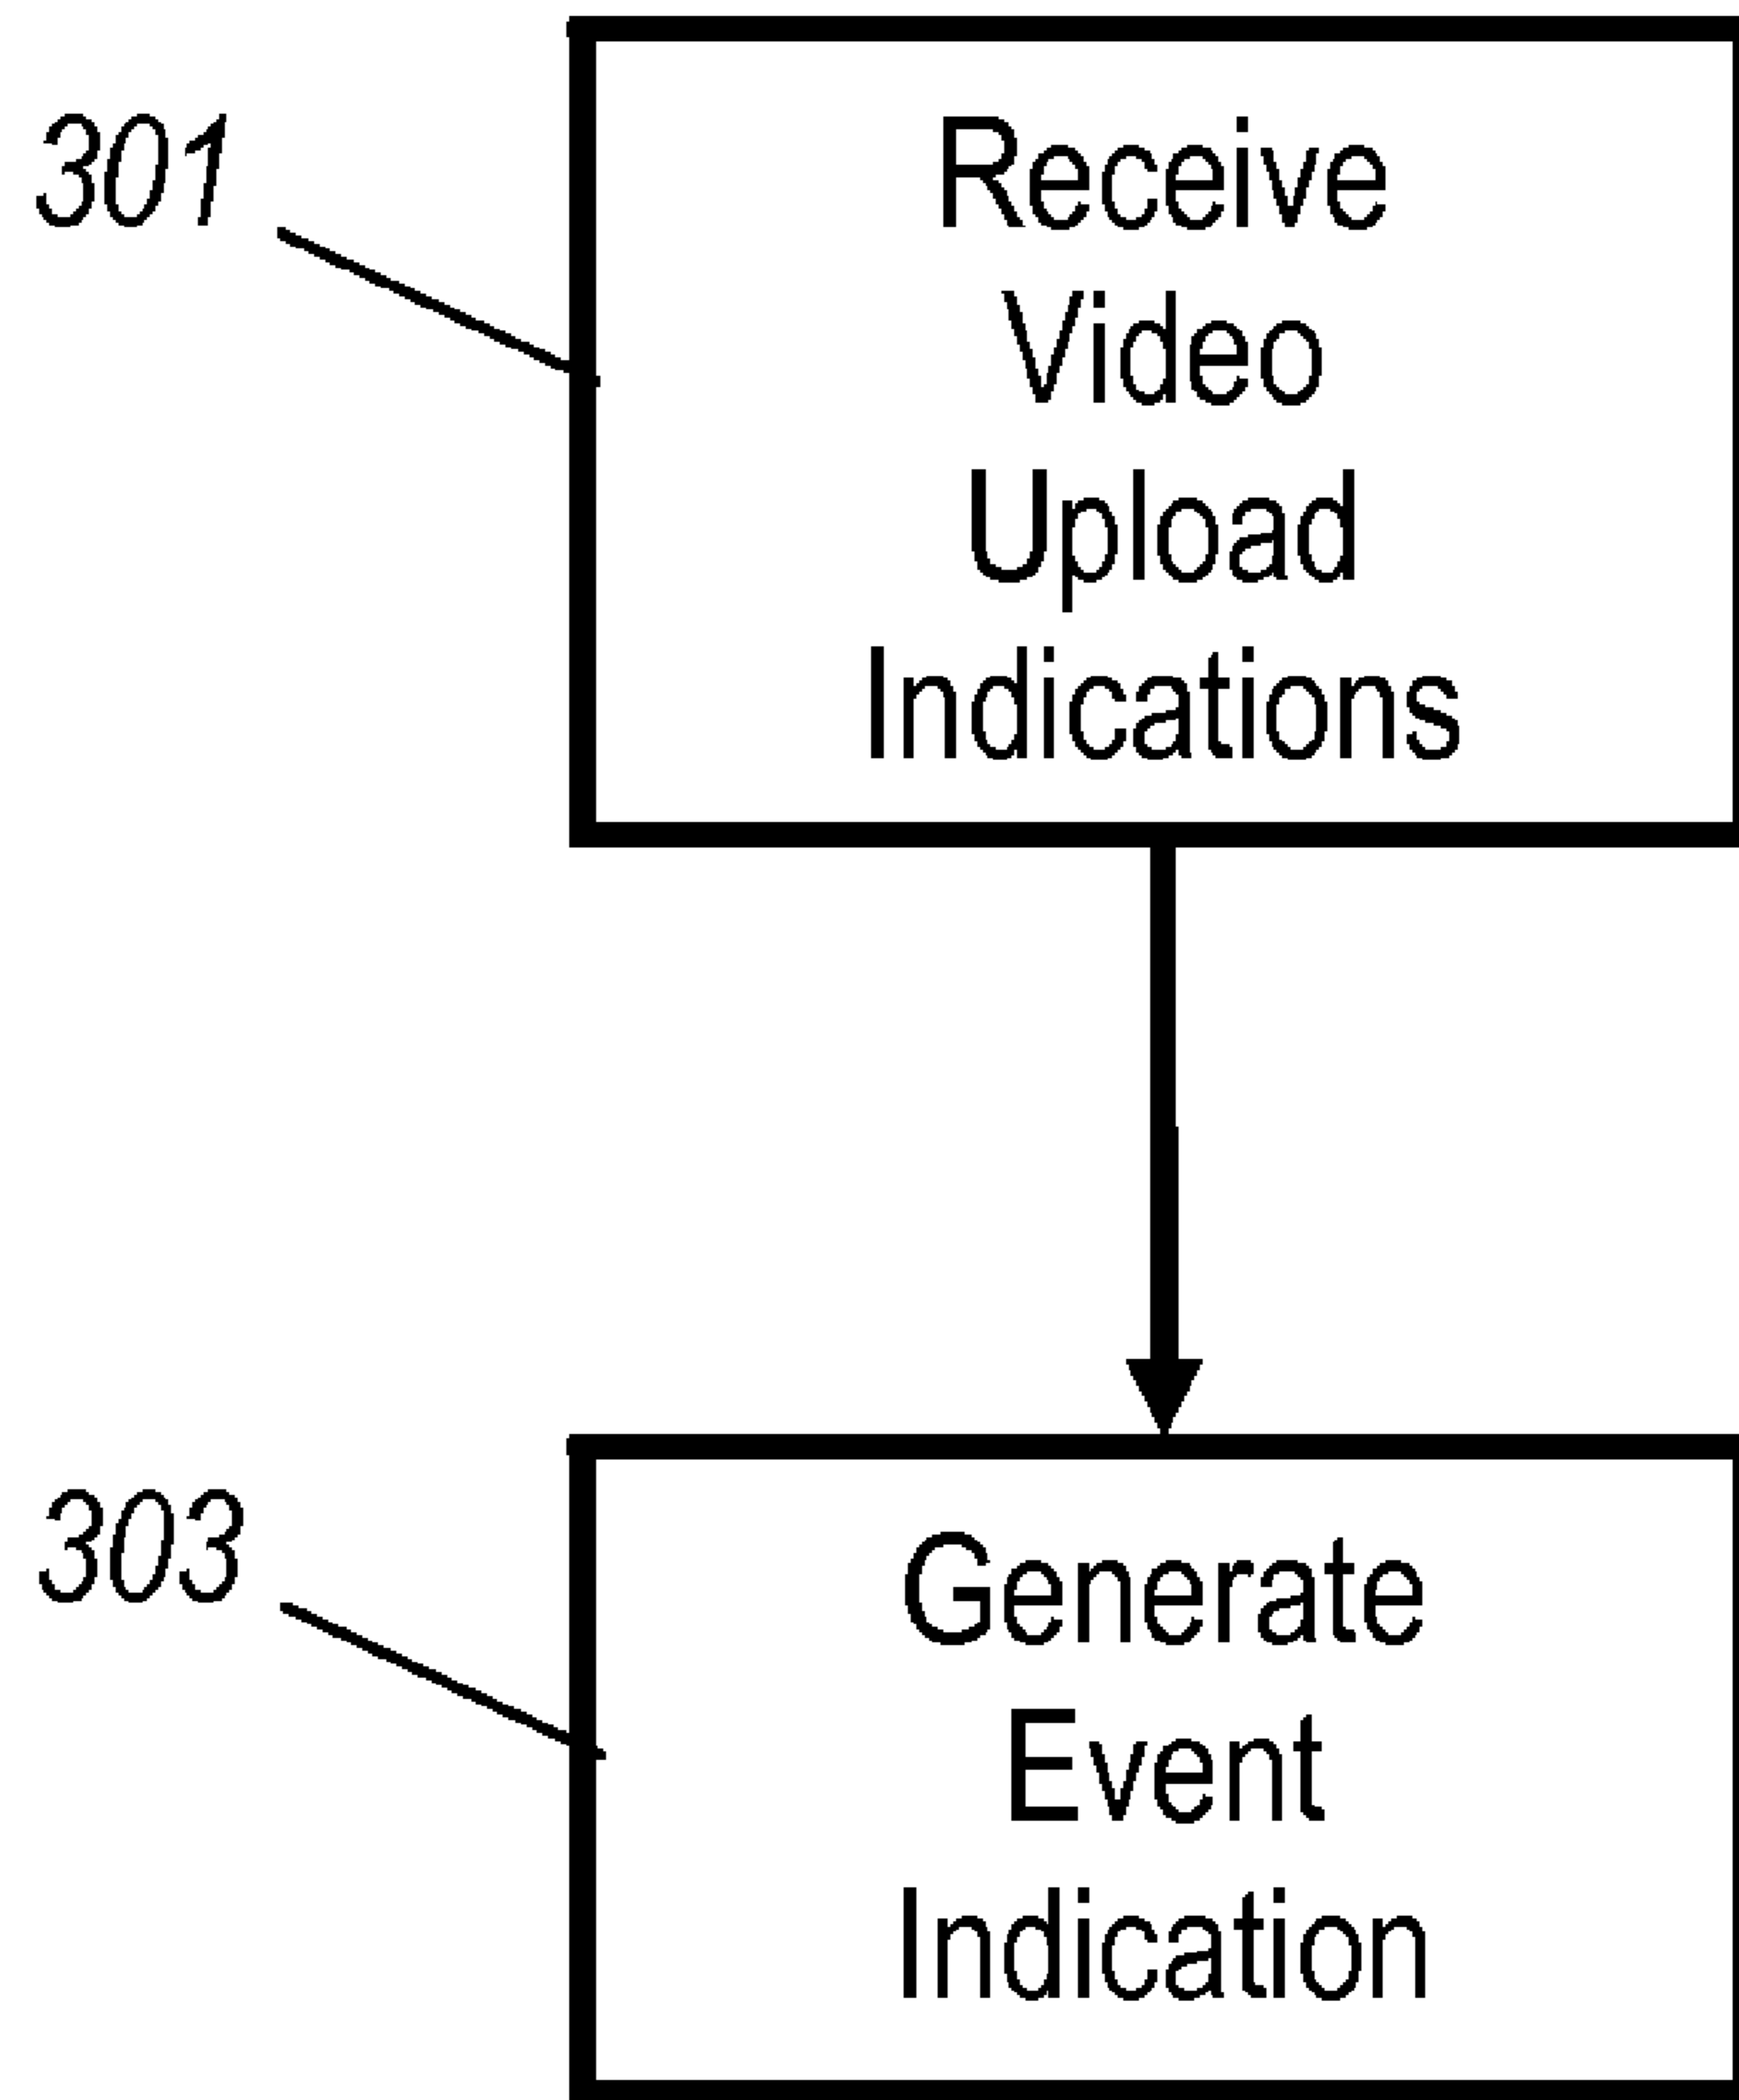 301
Receive
Video
Upload
Indications
303
Generate
Event
Indication